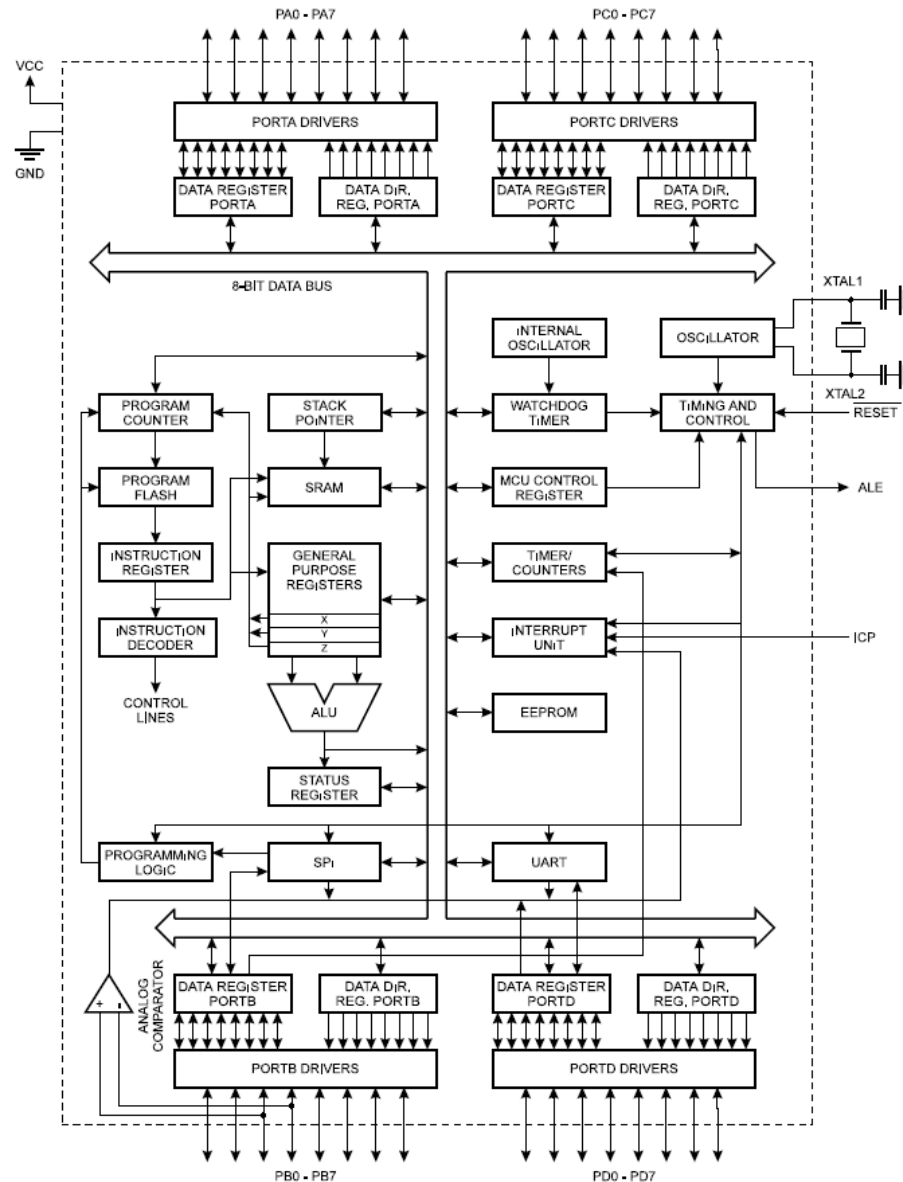 PA0 - PA7
PC0 - PC7
VCC
GND
PORTA DRIVERS
PORTC DRIVERS
DATA REGISTER
PORTA
DATA DIR,
REG, PORTA
DATA REGISTER
PORTC
DATA DIR,
REG, PORTC
8-BIT DATA BUS
XTAL1
INTERNAL
OSCILLATOR
OSCILLATOR
PROGRAM
COUNTER
STACK
POINTER
WATCHDOG
TIMER
TIMING AND
CONTROL
XTAL2
RESET
PROGRAM
FLASH
SRAM
MCU CONTROL
REGISTER
ALE
INSTRUCTION
REGISTER
GENERAL
PURPOSE
REGISTERS
X
Y
Z
TIMER/
COUNTERS
INSTRUCTION
DECODER
INTERRUPT
UNIT
ICP
CONTROL
LINES
ALU
EEPROM
STATUS
REGISTER
PROGRAMMING
LOGIC
SPI
UART
ANALOG
COMPARATOR
+
-
DATA REGISTER
PORTB
DATA DIR,
REG, PORTB
DATA REGISTER
PORTD
DATA DIR,
REG, PORTD
PORTB DRIVERS
PORTD DRIVERS
PB0 - PB7
PD0 - PD7